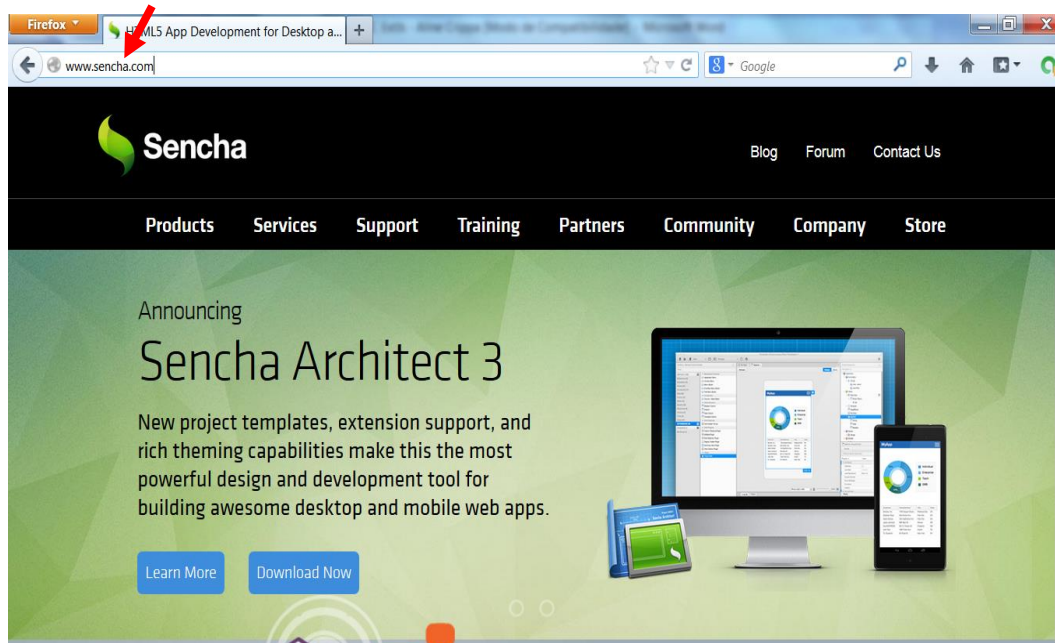 Firefox
HTML5 App Development for Desktop a...
+
www.sencha.com
Google
Sencha
Blog Forum Contact Us
Products Services Support Training Partners Community Company Store
Announcing
Sencha Architect 3
New project templates, extension support, and
rich theming capabilities make this the most
powerful design and development tool for
building awesome desktop and mobile web apps.
Learn More Download Now